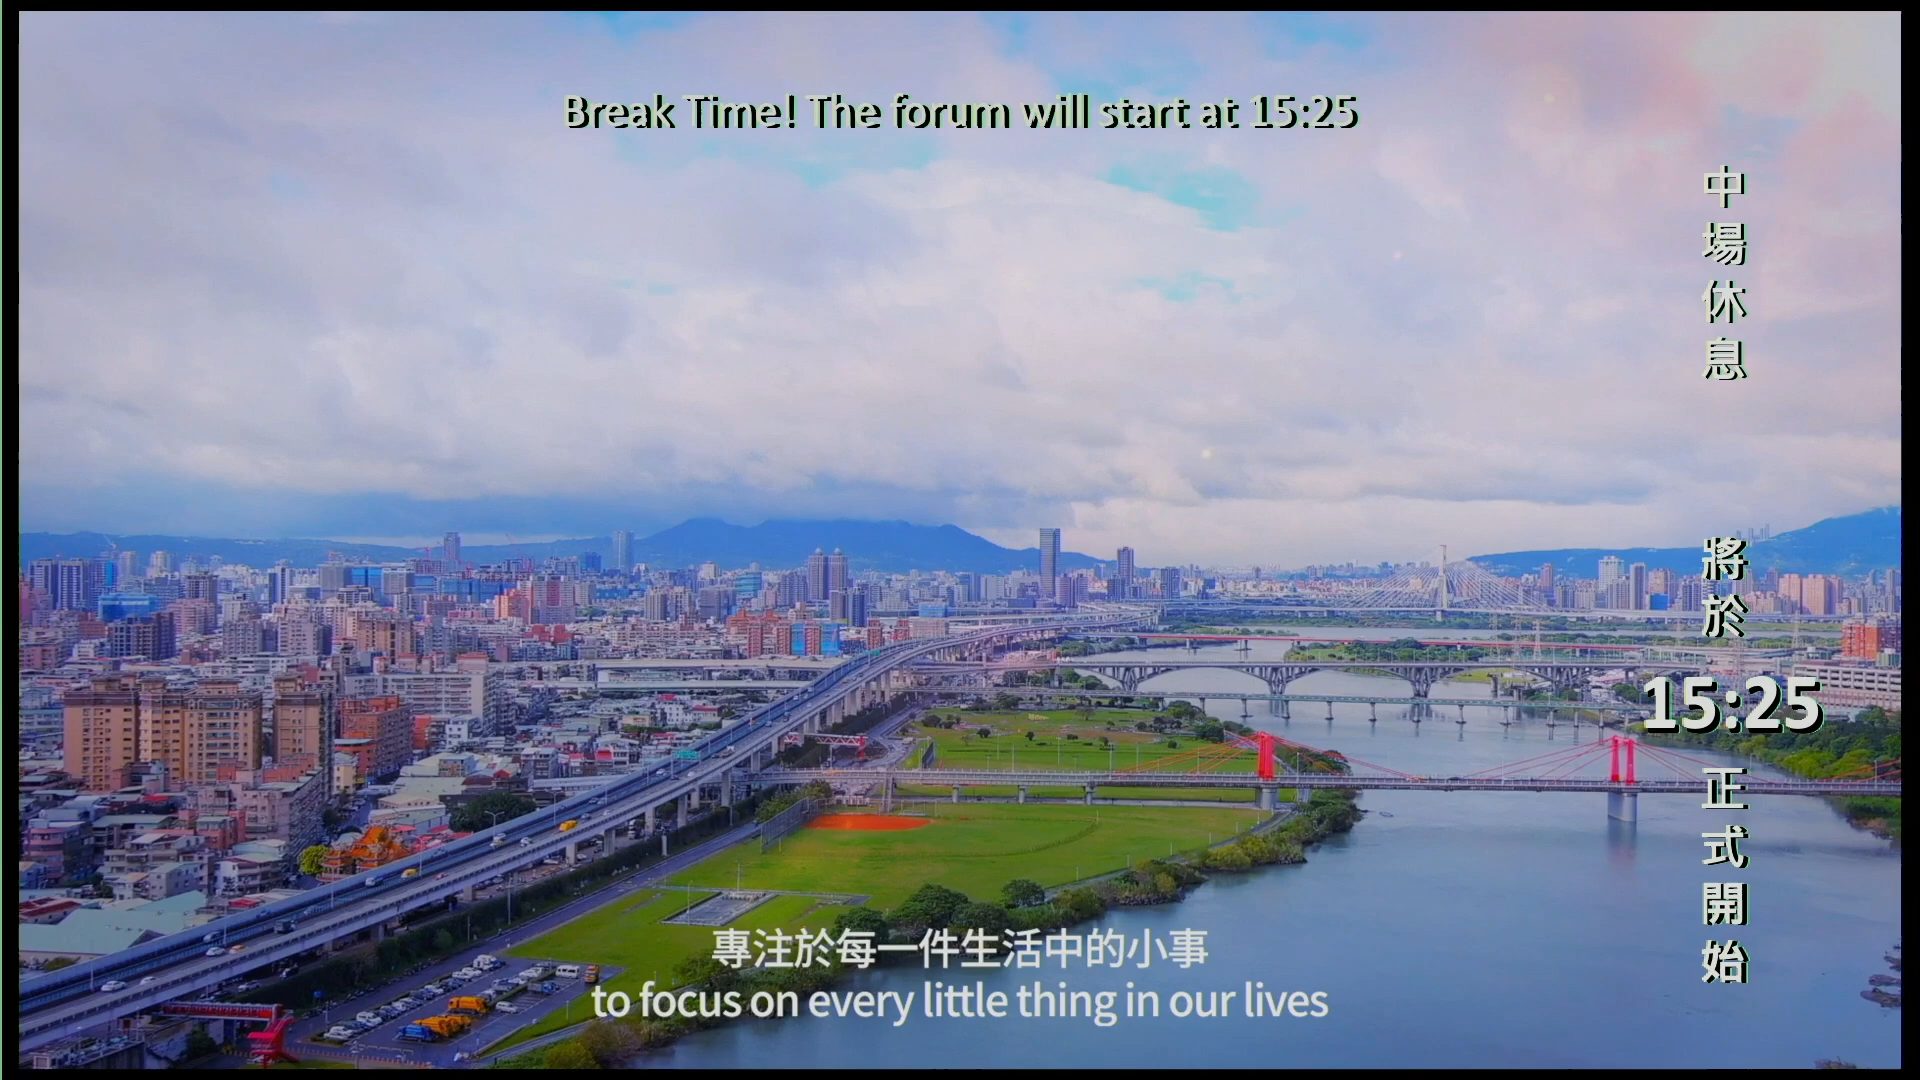 Break Time! The forum will start at 15:25
中場休息
將於
15:25
正式開始
專注於每一件生活中的小事
to focus on every little thing in our lives